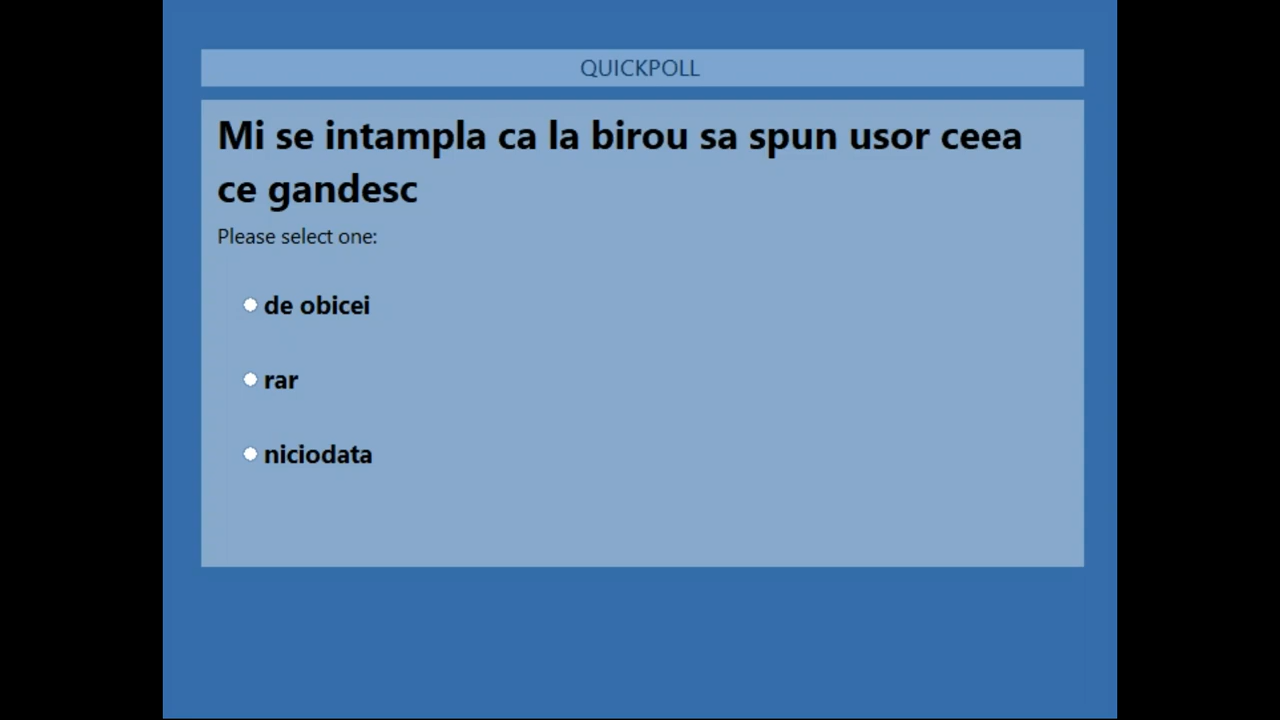 QUICKPOLL
Mi se intampla ca la birou sa spun usor ceea
ce gandesc
Please select one:
de obicei
rar
niciodata